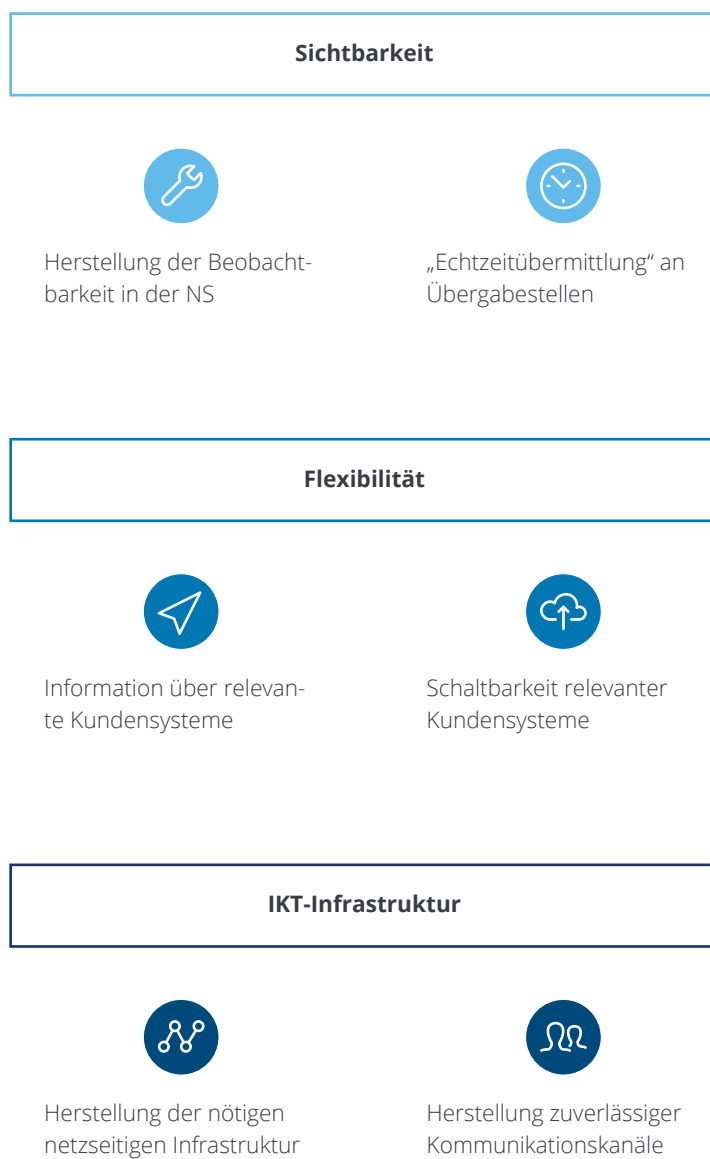 Sichtbarkeit
Herstellung der Beobacht-
barkeit in der NS
„Echtzeitübermittlung“ an
Übergabestellen
Flexibilität
Information über relevan-
te Kundensysteme
Schaltbarkeit relevanter
Kundensysteme
IKT-Infrastruktur
Herstellung der nötigen
netzseitigen Infrastruktur
Herstellung zuverlässiger
Kommunikationskanäle